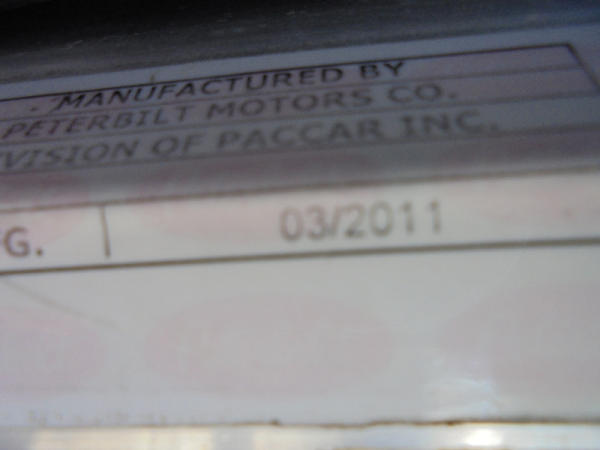 MANUFACTURED BY
PETERBILT MOTORS CO.
VISION OF PACCAR INC.
G. 03/2011